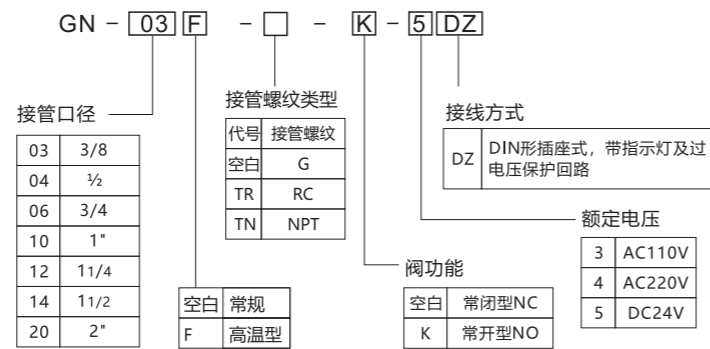 GN - 03 F - □ - K - 5 DZ
接管口径
03 3/8
04 ½
06 3/4
10 1"
12 11/4
14 11/2
20 2"
空白 常规
F 高温型
接管螺纹类型
代号 接管螺纹
空白 G
TR RC
TN NPT
阀功能
空白 常闭型NC
K 常开型NO
接线方式
DZ DIN形插座式，带指示灯及过
电压保护回路
额定电压
3 AC110V
4 AC220V
5 DC24V